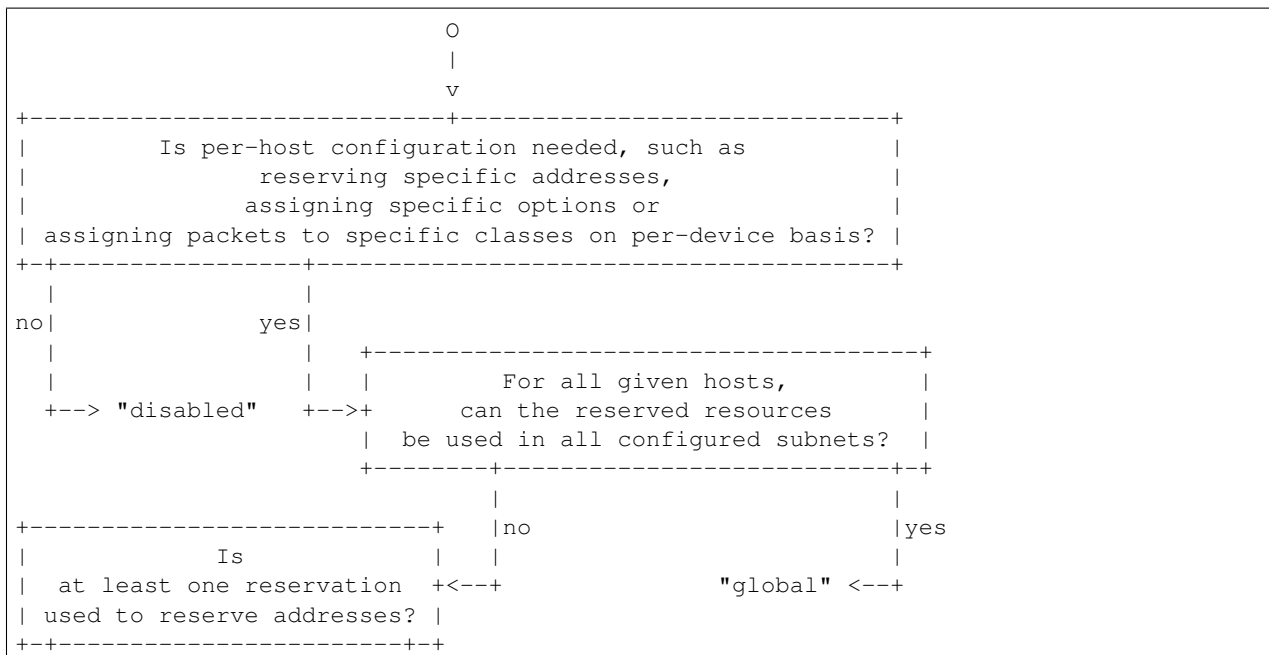 O
                              |
                              v
+-----------------------------+------------------------------+
|         Is per-host configuration needed, such as          |
|                reserving specific addresses,               |
|               assigning specific options or                |
| assigning packets to specific classes on per-device basis? |
+-+-----------------+----------------------------------------+
  |                 |
no|              yes|
  |                 |   +--------------------------------------+
  |                 |   |         For all given hosts,         |
  +--> "disabled"   +-->+      can the reserved resources      |
                        |  be used in all configured subnets?  |
                        +--------+---------------------------+-+
                                 |                           |
+----------------------------+   |no                         |yes
|             Is             |   |                           |
|  at least one reservation  +<--+               "global" <--+
| used to reserve addresses? |
+-+------------------------+-+